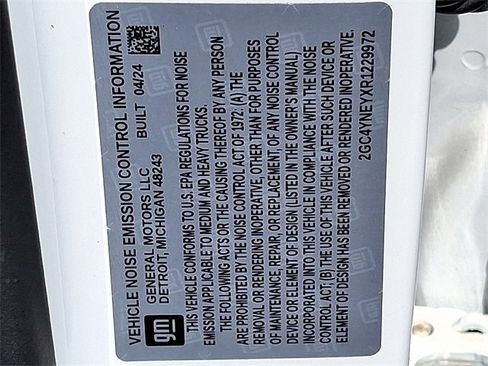 VEHICLE NOISE EMISSION CONTROL INFORMATION
gm
GENERAL MOTORS LLC BUILT 04/24
DETROIT, MICHIGAN 48243
THIS VEHICLE CONFORMS TO U.S. EPA REGULATIONS FOR NOISE
EMISSION APPLICABLE TO MEDIUM AND HEAVY TRUCKS.
THE FOLLOWING ACTS OR THE CAUSING THEREOF BY ANY PERSON
ARE PROHIBITED BY THE NOISE CONTROL ACT OF 1972: (A) THE
REMOVAL OR RENDERING INOPERATIVE, OTHER THAN FOR PURPOSES
OF MAINTENANCE, REPAIR, OR REPLACEMENT OF ANY NOISE CONTROL
DEVICE OR ELEMENT OF DESIGN (LISTED IN THE OWNER'S MANUAL)
INCORPORATED INTO THIS VEHICLE IN COMPLIANCE WITH THE NOISE
CONTROL ACT; (B) THE USE OF THIS VEHICLE AFTER SUCH DEVICE OR
ELEMENT OF DESIGN HAS BEEN REMOVED OR RENDERED INOPERATIVE.
2GC4YNEYXR1229972